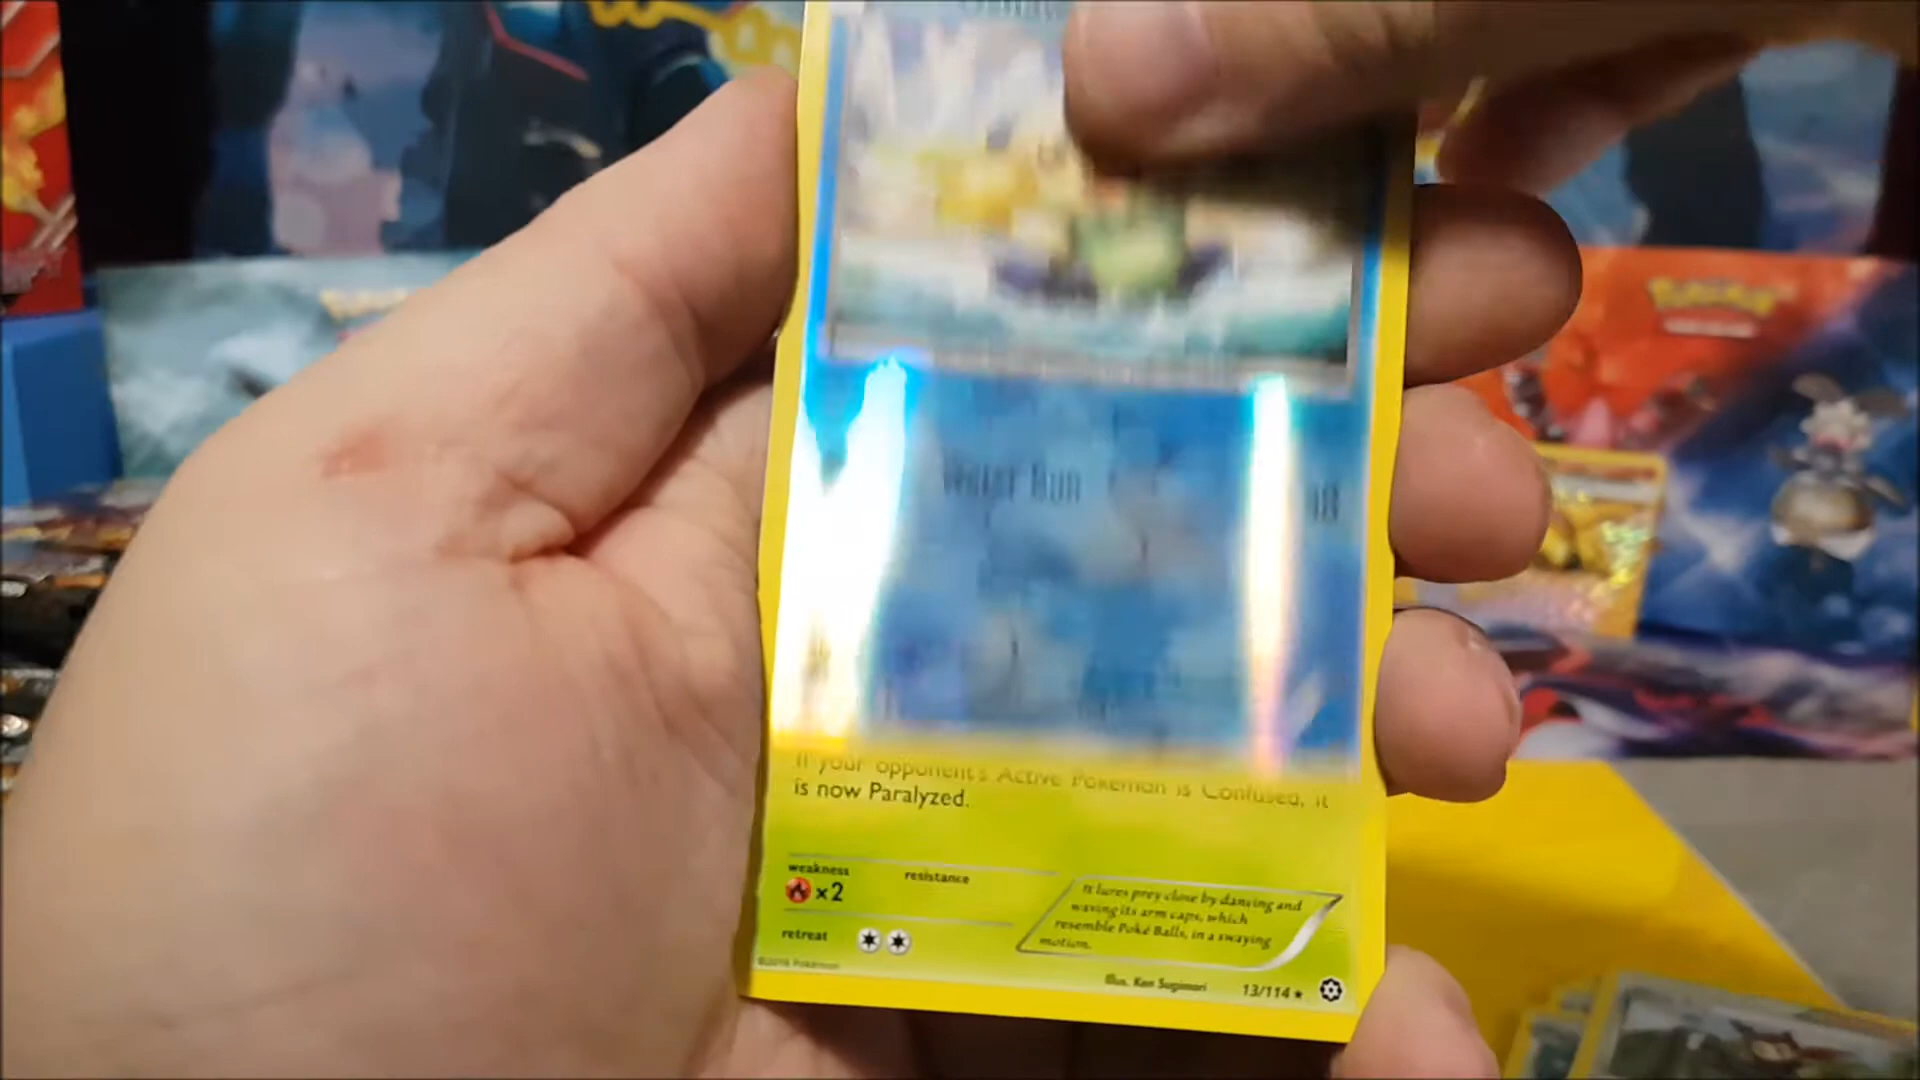 Pokémon
If your opponent's Active Pokémon is Confused, it
is now Paralyzed.
weakness
×2
resistance
It lures prey close by dancing and
waving its arm caps, which
resemble Poké Balls, in a swaying
motion.
retreat
©2016 Pokémon
Illus. Ken Sugimori
13/114